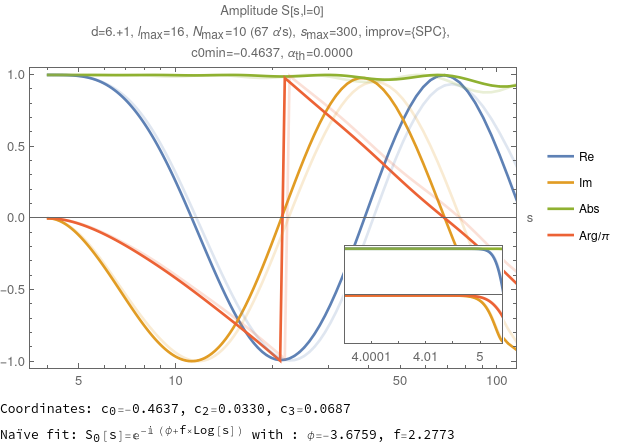 Amplitude S[s,l=0]
d=6.+1, lmax=16, Nmax=10 (67 α's), smax=300, improv={SPC},
c0min=-0.4637, αth=0.0000
1.0
0.5
0.0
-0.5
-1.0
5
10
50
100
s
Re
Im
Abs
Arg/π
4.0001
4.01
5
Coordinates: c0=-0.4637, c2=0.0330, c3=0.0687
Naïve fit: S0[s]=e^-i (ϕ+f×Log[s]) with : ϕ=-3.6759, f=2.2773